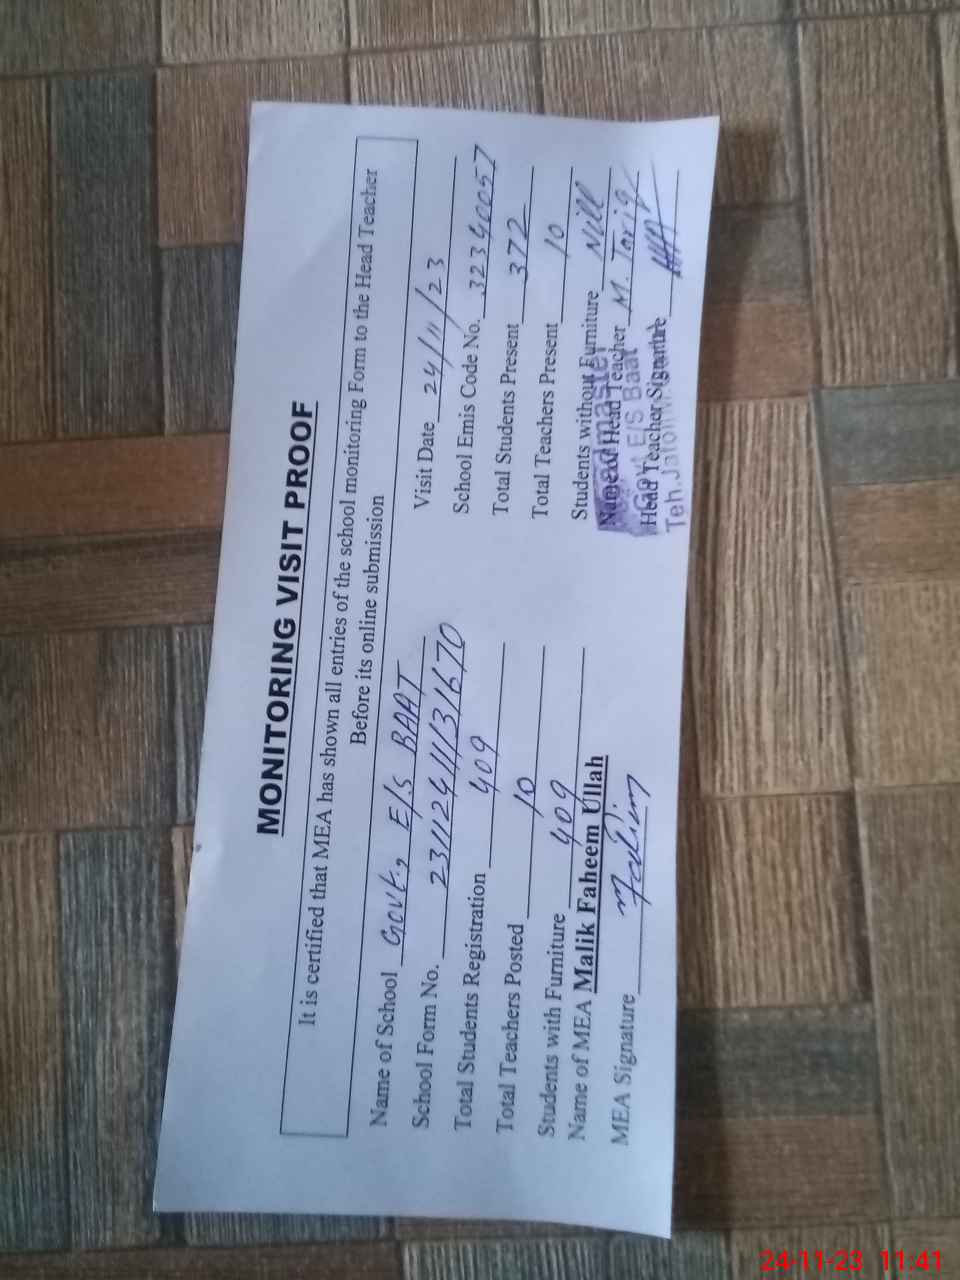 MONITORING VISIT PROOF
It is certified that MEA has shown all entries of the school monitoring Form to the Head Teacher
Before its online submission
Name of School Govt., E/S BAAT Visit Date 24/11/23
School Form No. 231124111131670 School Emis Code No. 32340057
Total Students Registration 409 Total Students Present 372
Total Teachers Posted 10 Total Teachers Present 10
Students with Furniture 409 Students without Furniture Nill
Name of MEA Malik Faheem Ullah Name of Head Teacher M. Tariq
MEA Signature Head Teacher Signature
Headmaster
Govt E/S Baat
Teh.
24-11-23 11:41